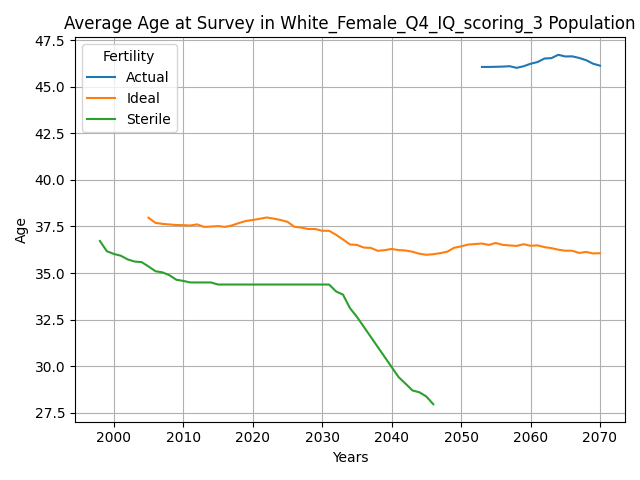 Average Age at Survey in White_Female_Q4_IQ_scoring_3 Population
Fertility
Actual
Ideal
Sterile
Age
47.5
45.0
42.5
40.0
37.5
35.0
32.5
30.0
27.5
2000 2010 2020 2030 2040 2050 2060 2070
Years